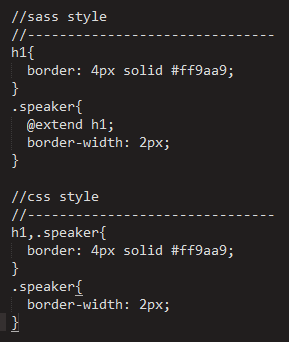 //sass style
//-------------------------------
h1{
  border: 4px solid #ff9aa9;
}
.speaker{
  @extend h1;
  border-width: 2px;
}

//css style
//-------------------------------
h1,.speaker{
  border: 4px solid #ff9aa9;
}
.speaker{
  border-width: 2px;
}